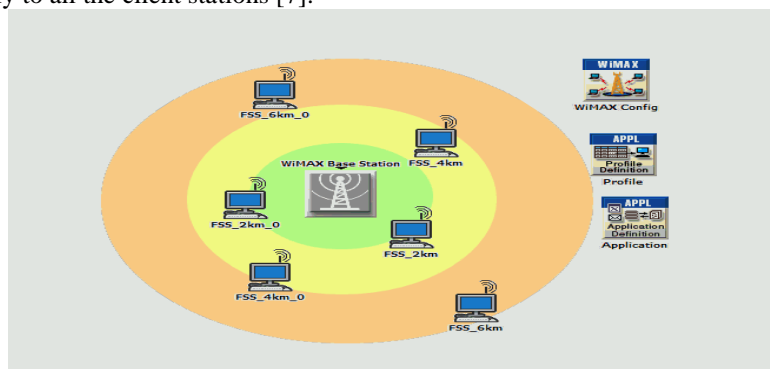 y to all the client stations [7].
WiMAX
WiMAX Config
FSS_6km_0
FSS_4km
WiMAX Base Station
APPL
Profile
Definition
Profile
FSS_2km_0
FSS_2km
APPL
Application
Definition
Application
FSS_4km_0
FSS_6km